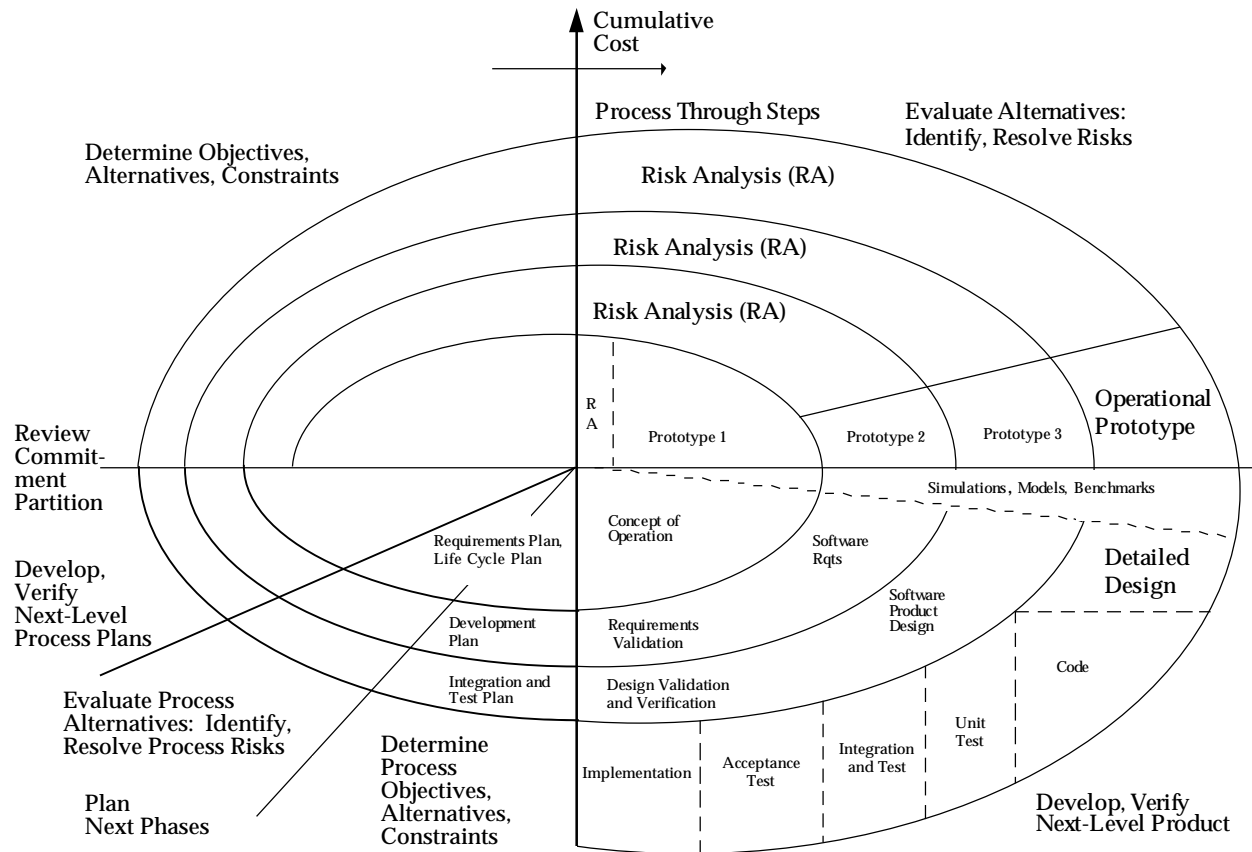 Cumulative
Cost
Process Through Steps
Evaluate Alternatives:
Identify, Resolve Risks
Determine Objectives,
Alternatives, Constraints
Risk Analysis (RA)
Risk Analysis (RA)
Risk Analysis (RA)
R
A
Prototype 1
Prototype 2
Prototype 3
Operational
Prototype
Review
Commit-
ment
Partition
Simulations, Models, Benchmarks
Requirements Plan,
Life Cycle Plan
Concept of
Operation
Software
Rqts
Detailed
Design
Develop,
Verify
Next-Level
Process Plans
Development
Plan
Requirements
Validation
Software
Product
Design
Code
Integration and
Test Plan
Design Validation
and Verification
Evaluate Process
Alternatives: Identify,
Resolve Process Risks
Determine
Process
Objectives,
Alternatives,
Constraints
Implementation
Acceptance
Test
Integration
and Test
Unit
Test
Plan
Next Phases
Develop, Verify
Next-Level Product